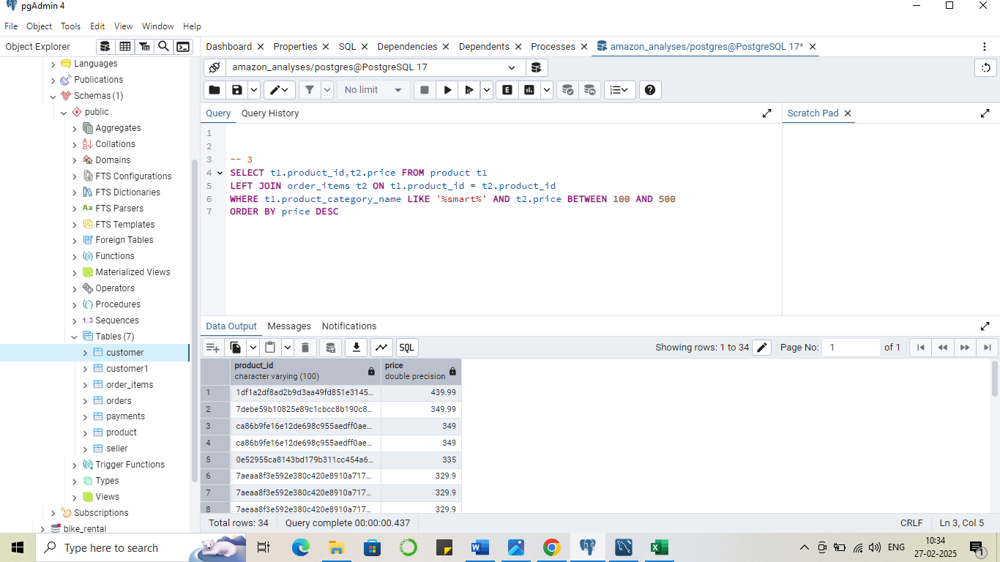 pgAdmin 4
File Object Tools Edit View Window Help
Object Explorer
Dashboard Properties SQL Dependencies Dependents Processes amazon_analyses/postgres@PostgreSQL 17*
Languages
Publications
Schemas (1)
public
Aggregates
Collations
Domains
FTS Configurations
FTS Dictionaries
Aa FTS Parsers
FTS Templates
Foreign Tables
Functions
Materialized Views
Operators
Procedures
1..3 Sequences
Tables (7)
customer
customer1
order_items
orders
payments
product
seller
Trigger Functions
Types
Views
Subscriptions
bike_rental
amazon_analyses/postgres@PostgreSQL 17
No limit
E
Query Query History
Scratch Pad
1
2
3 -- 3
4 SELECT t1.product_id,t2.price FROM product t1
5 LEFT JOIN order_items t2 ON t1.product_id = t2.product_id
6 WHERE t1.product_category_name LIKE '%smart%' AND t2.price BETWEEN 100 AND 500
7 ORDER BY price DESC
Data Output Messages Notifications
SQL Showing rows: 1 to 34 Page No: 1 of 1
product_id price
character varying (100) double precision
1 1df1a2df8ad2b9d3aa49fd851e3145… 439.99
2 7debe59b10825e89c1cbcc8b190c8… 349.99
3 ca86b9fe16e12de698c955aedff0ae… 349
4 ca86b9fe16e12de698c955aedff0ae… 349
5 0e52955ca8143bd179b311cc454a6… 335
6 7aeaa8f3e592e380c420e8910a717… 329.9
7 7aeaa8f3e592e380c420e8910a717… 329.9
8 7aeaa8f3e592e380c420e8910a717… 329.9
Total rows: 34 Query complete 00:00:00.437 CRLF Ln 3, Col 5
Type here to search
ENG
10:34
27-02-2025
1